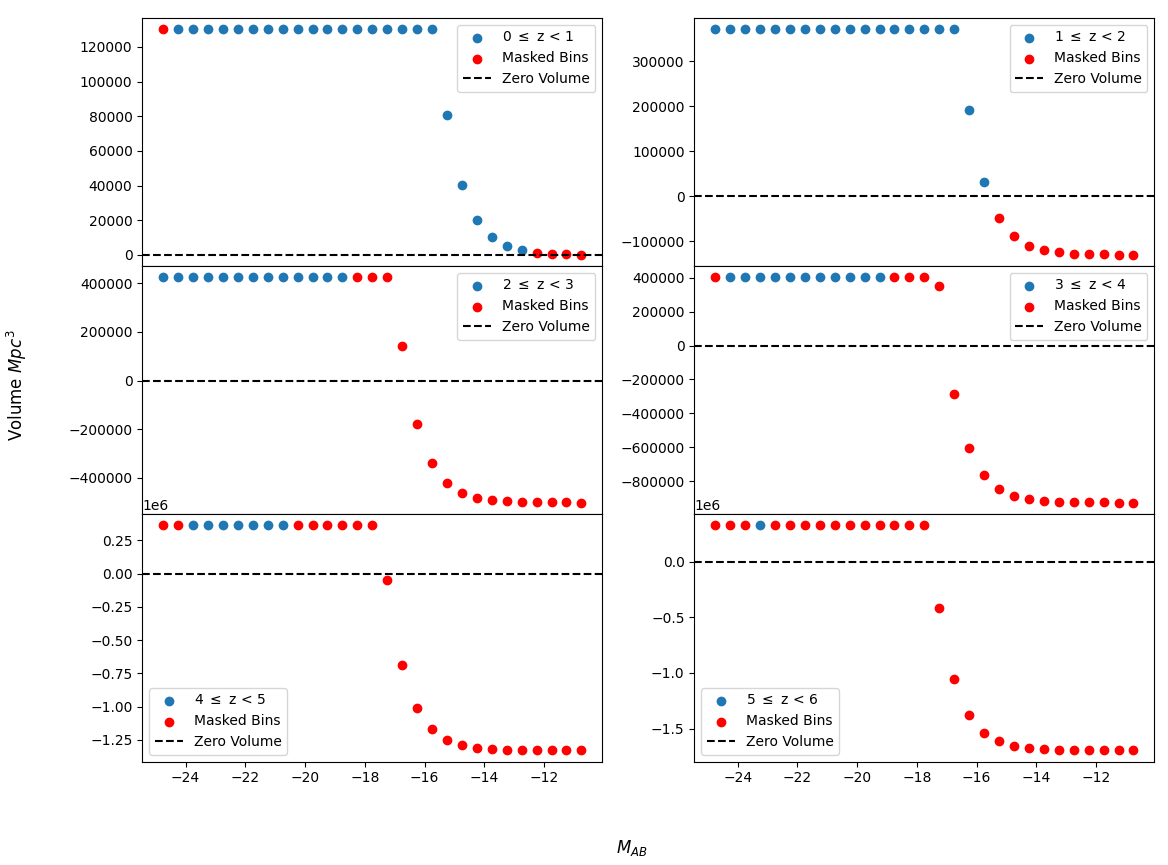 120000
100000
80000
60000
40000
20000
0
0 ≤ z < 1
Masked Bins
Zero Volume
300000
200000
100000
0
−100000
1 ≤ z < 2
Masked Bins
Zero Volume
400000
200000
0
−200000
−400000
2 ≤ z < 3
Masked Bins
Zero Volume
400000
200000
0
−200000
−400000
−600000
−800000
3 ≤ z < 4
Masked Bins
Zero Volume
1e6
0.25
0.00
−0.25
−0.50
−0.75
−1.00
−1.25
4 ≤ z < 5
Masked Bins
Zero Volume
−24 −22 −20 −18 −16 −14 −12
1e6
0.0
−0.5
−1.0
−1.5
5 ≤ z < 6
Masked Bins
Zero Volume
−24 −22 −20 −18 −16 −14 −12
Volume Mpc³
M_AB